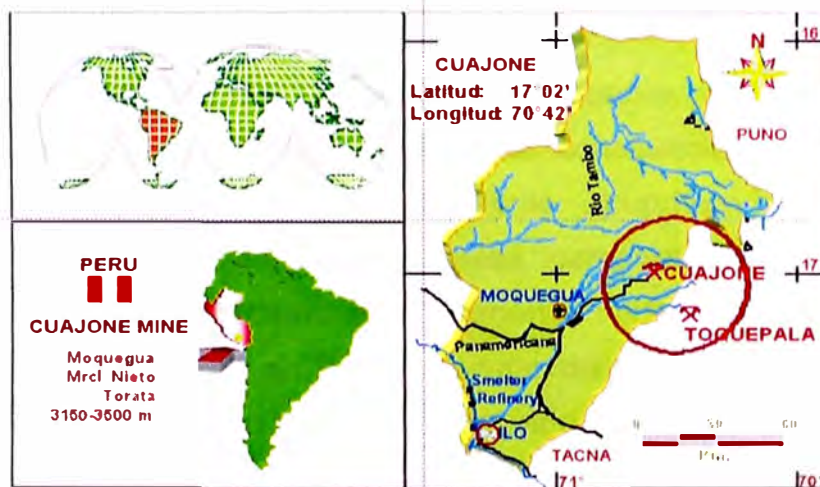 PERU
CUAJONE MINE
Moquegua
Mrcl Nieto
Torata
3150-3500 m
16
CUAJONE
Latitud: 17°02'
Longitud: 70°42'
N
PUNO
Rio Tambo
CUAJONE
17
MOQUEGUA
TOQUEPALA
Panamericana
Smelter
Refinery
ILO
TACNA
71°
70°